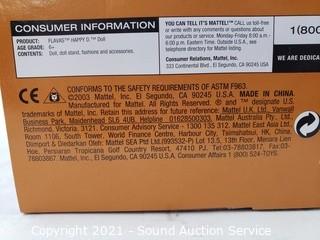 CONSUMER INFORMATION
PRODUCT: FLAVAS™ HAPPY D.™ Doll
AGE GRADE: 6+
Doll, doll stand, fashions and accessories.
YOU CAN TELL IT'S MATTEL!™ CALL us toll-free
or write with any comments or questions about our
products or service. Monday-Friday 8:00 a.m. -
6:00 p.m. Eastern Time. Outside U.S.A., see
telephone directory for Mattel listing.
Consumer Relations, Mattel, Inc.
333 Continental Blvd., El Segundo, CA 90245 USA
1(800
WE ARE DEDICA
CE CONFORMS TO THE SAFETY REQUIREMENTS OF ASTM F963.
©2003 Mattel, Inc. El Segundo, CA 90245 U.S.A. MADE IN CHINA
All Rights Reserved. ® and ™ designate U.S.
trademarks of Mattel, Inc. Retain this address for future reference: Mattel U.K. Ltd., Vanwall
Business Park, Maidenhead SL6 4UB. Helpline 01628500303. Mattel Australia Pty., Ltd.,
Richmond, Victoria. 3121. Consumer Advisory Service - 1300 135 312. Mattel East Asia Ltd.,
Room 1106, South Tower, World Finance Centre, Harbour City, Tsimshatsui, HK, China.
Diimport & Diedarkan Oleh: Mattel SEA Ptd Ltd.(993532-P) Lot 13.5, 13th Floor, Menara Lien
Hoe, Persiaran Tropicana Golf Country Resort, 47410 PJ. Tel:03-78803817, Fax:03-
78803867. Mattel, Inc., El Segundo, CA 90245 U.S.A. Consumer Affairs 1 (800) 524-TOYS.
Copyright 2021 - Sound Auction Service